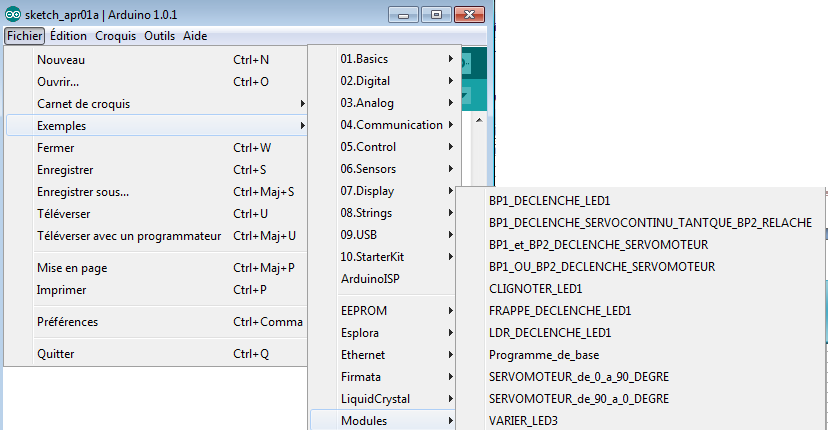 sketch_apr01a | Arduino 1.0.1
Fichier Édition Croquis Outils Aide
Nouveau Ctrl+N
Ouvrir... Ctrl+O
Carnet de croquis
Exemples
Fermer Ctrl+W
Enregistrer Ctrl+S
Enregistrer sous... Ctrl+Maj+S
Téléverser Ctrl+U
Téléverser avec un programmateur Ctrl+Maj+U
Mise en page Ctrl+Maj+P
Imprimer Ctrl+P
Préférences Ctrl+Comma
Quitter Ctrl+Q
01.Basics
02.Digital
03.Analog
04.Communication
05.Control
06.Sensors
07.Display
08.Strings
09.USB
10.StarterKit
ArduinoISP
EEPROM
Esplora
Ethernet
Firmata
LiquidCrystal
Modules
BP1_DECLENCHE_LED1
BP1_DECLENCHE_SERVOCONTINU_TANTQUE_BP2_RELACHE
BP1_et_BP2_DECLENCHE_SERVOMOTEUR
BP1_OU_BP2_DECLENCHE_SERVOMOTEUR
CLIGNOTER_LED1
FRAPPE_DECLENCHE_LED1
LDR_DECLENCHE_LED1
Programme_de_base
SERVOMOTEUR_de_0_a_90_DEGRE
SERVOMOTEUR_de_90_a_0_DEGRE
VARIER_LED3